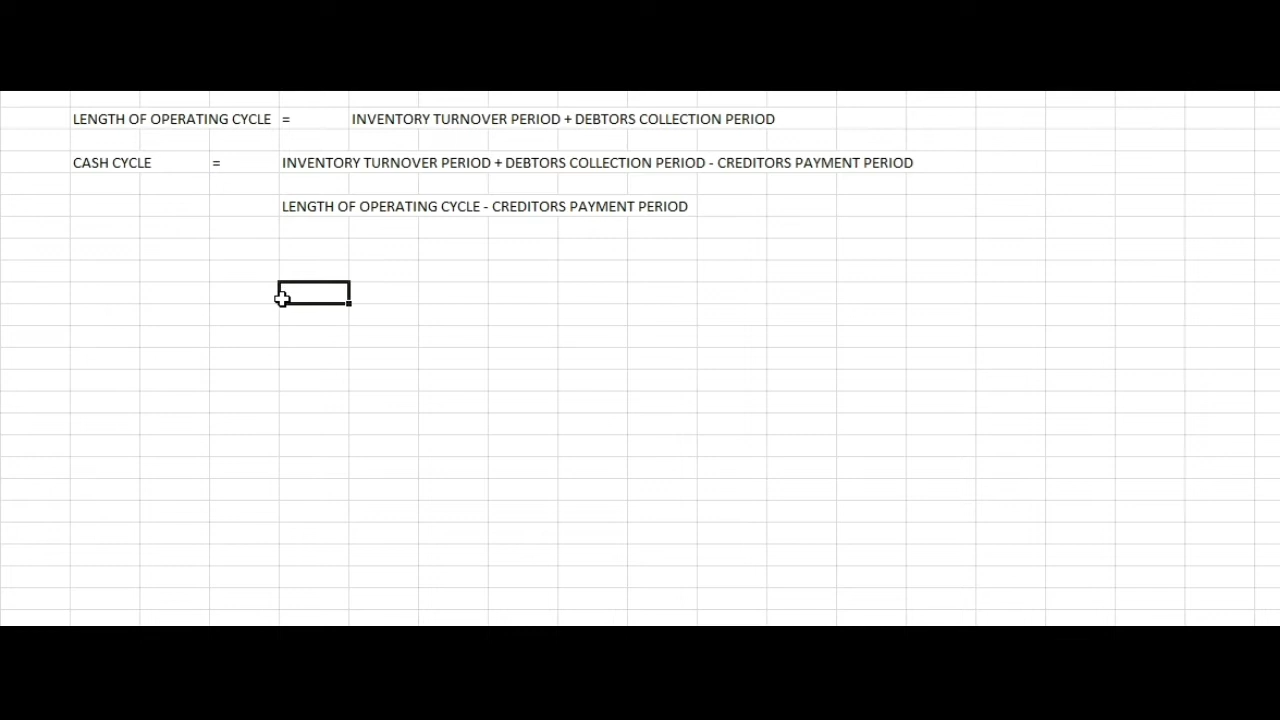 LENGTH OF OPERATING CYCLE = INVENTORY TURNOVER PERIOD + DEBTORS COLLECTION PERIOD
CASH CYCLE = INVENTORY TURNOVER PERIOD + DEBTORS COLLECTION PERIOD - CREDITORS PAYMENT PERIOD
LENGTH OF OPERATING CYCLE - CREDITORS PAYMENT PERIOD